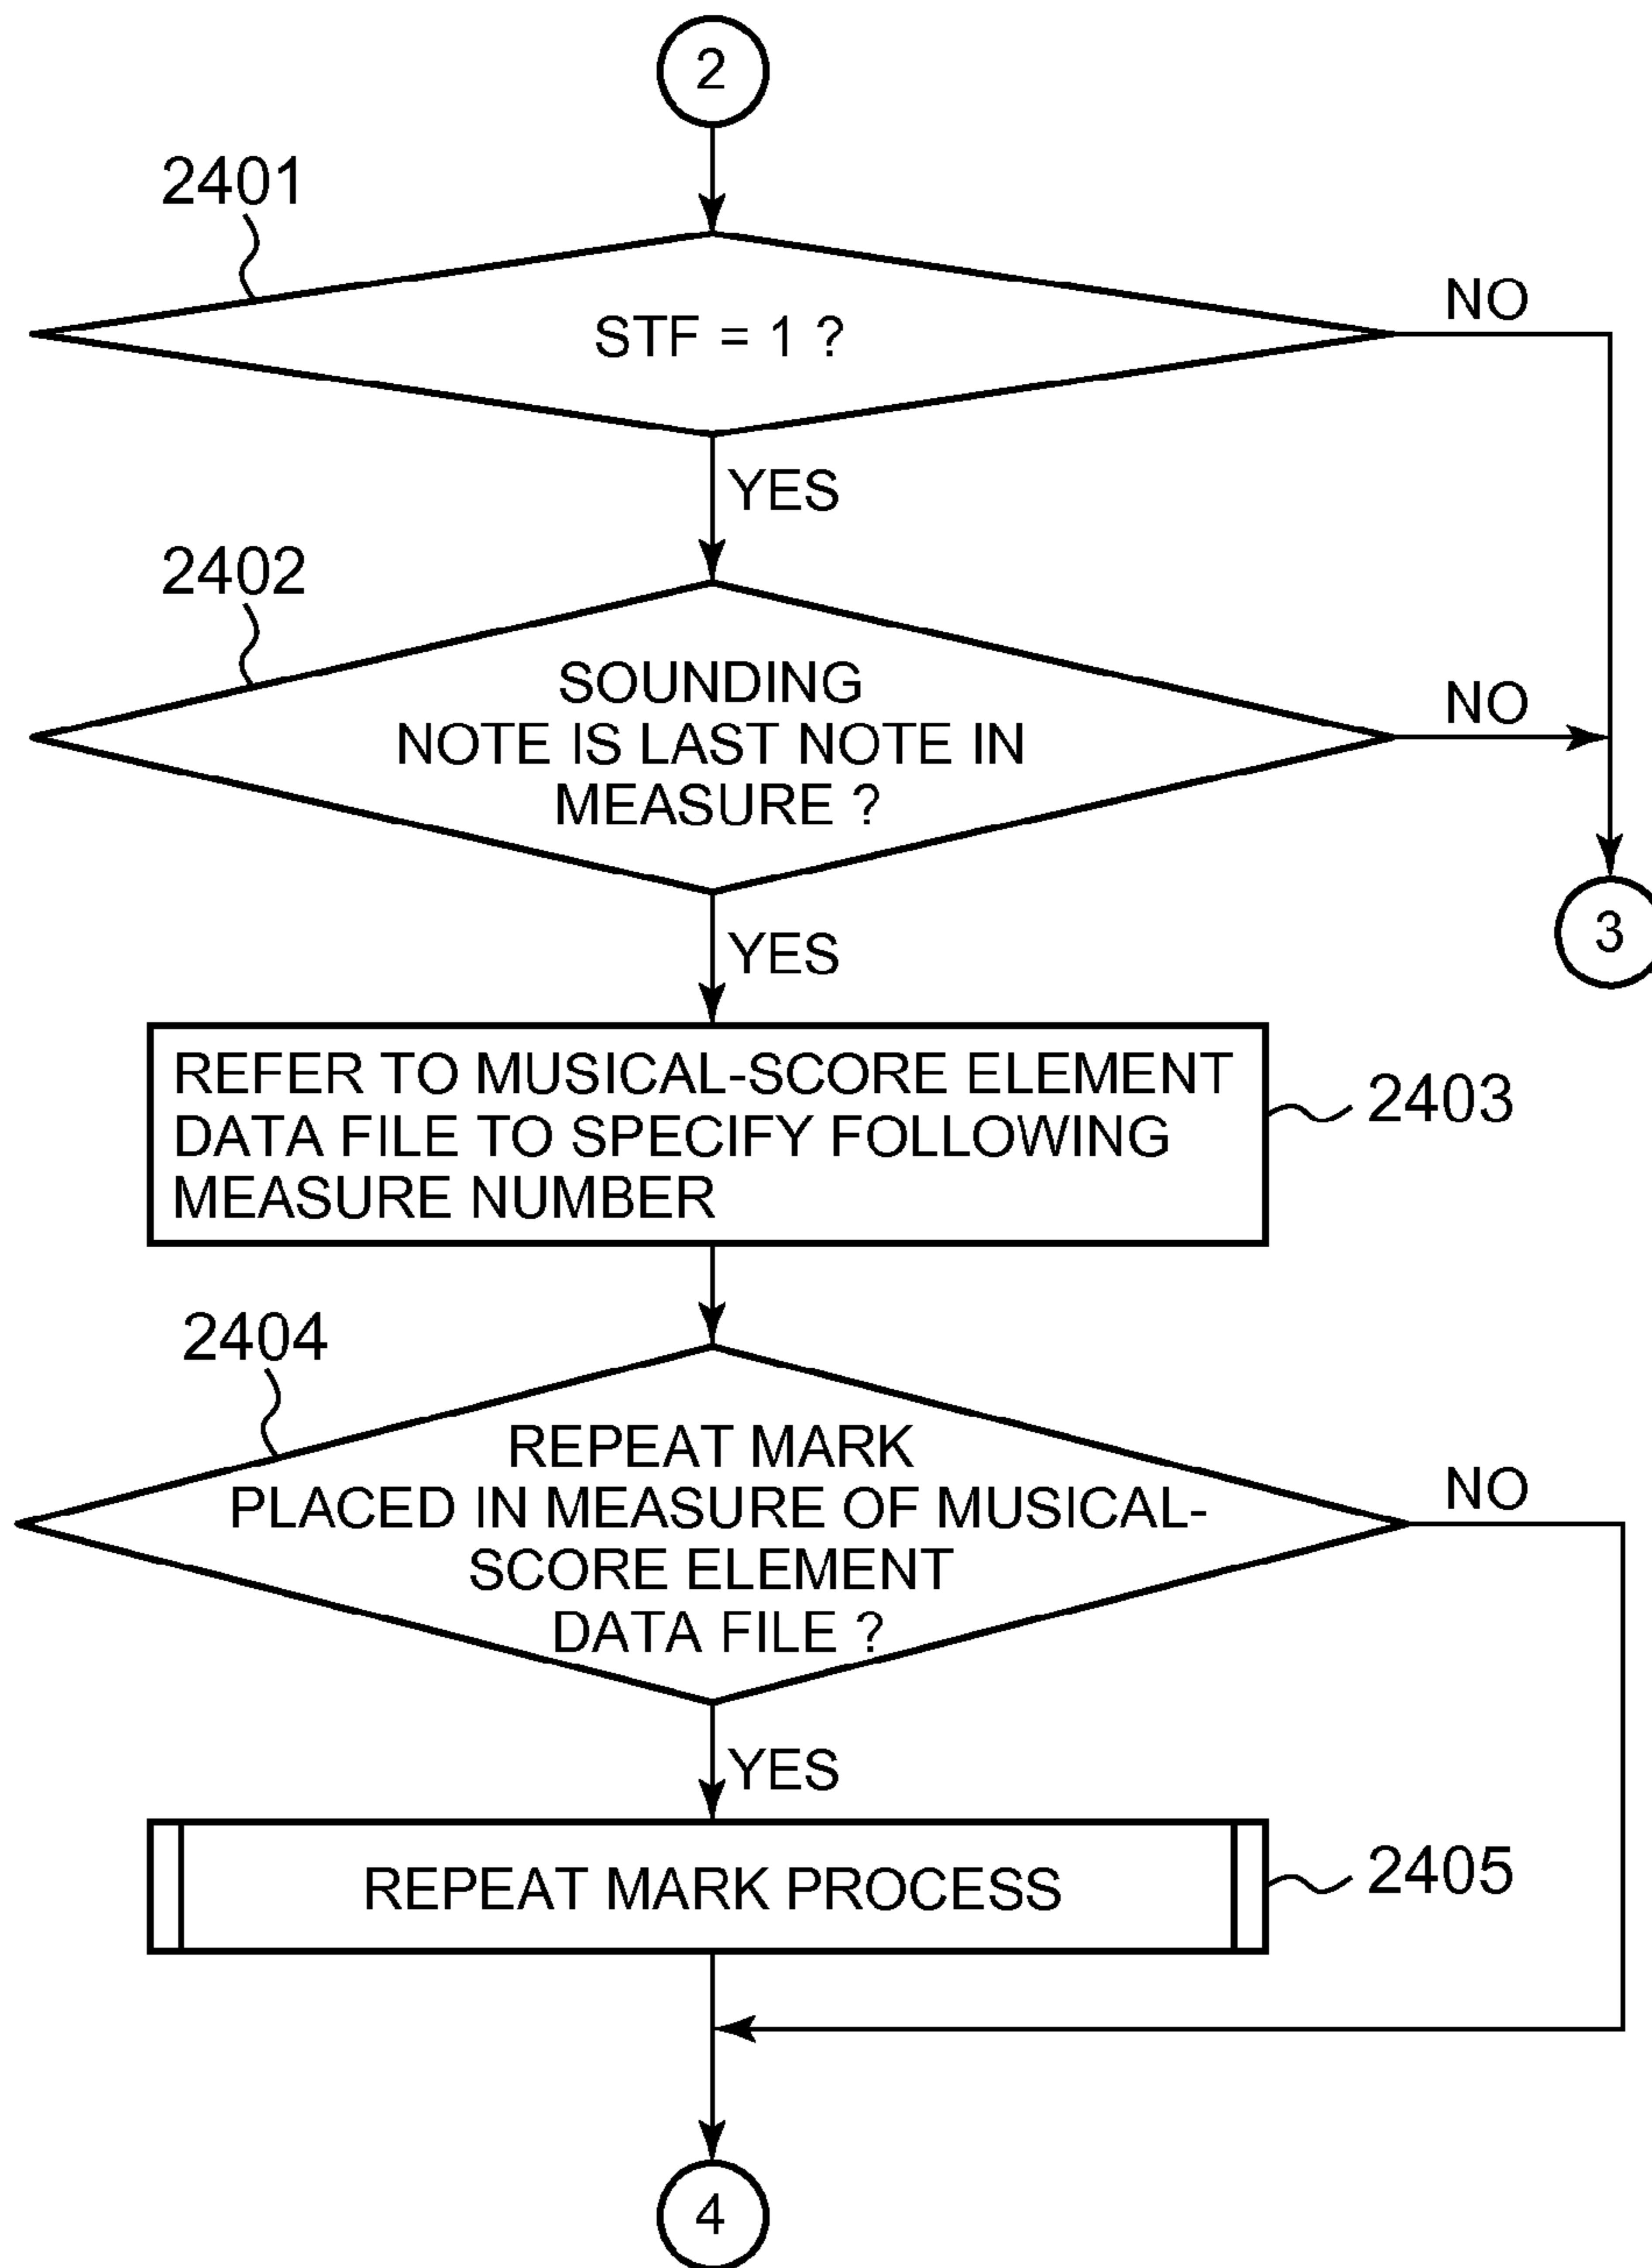 2
2401
STF = 1 ?
NO
YES
2402
SOUNDING
NOTE IS LAST NOTE IN
MEASURE ?
NO
3
YES
REFER TO MUSICAL-SCORE ELEMENT
DATA FILE TO SPECIFY FOLLOWING
MEASURE NUMBER
2403
2404
REPEAT MARK
PLACED IN MEASURE OF MUSICAL-
SCORE ELEMENT
DATA FILE ?
NO
YES
REPEAT MARK PROCESS
2405
4